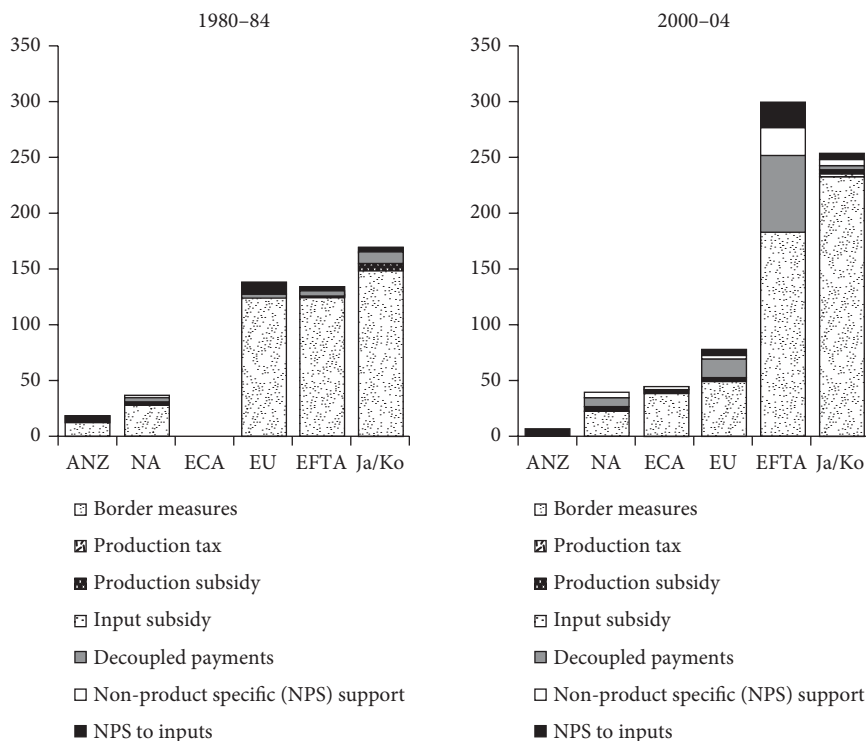 1980–84
350
300
250
200
150
100
50
0
ANZ NA ECA EU EFTA Ja/Ko
Border measures
Production tax
Production subsidy
Input subsidy
Decoupled payments
Non-product specific (NPS) support
NPS to inputs
2000–04
350
300
250
200
150
100
50
0
ANZ NA ECA EU EFTA Ja/Ko
Border measures
Production tax
Production subsidy
Input subsidy
Decoupled payments
Non-product specific (NPS) support
NPS to inputs